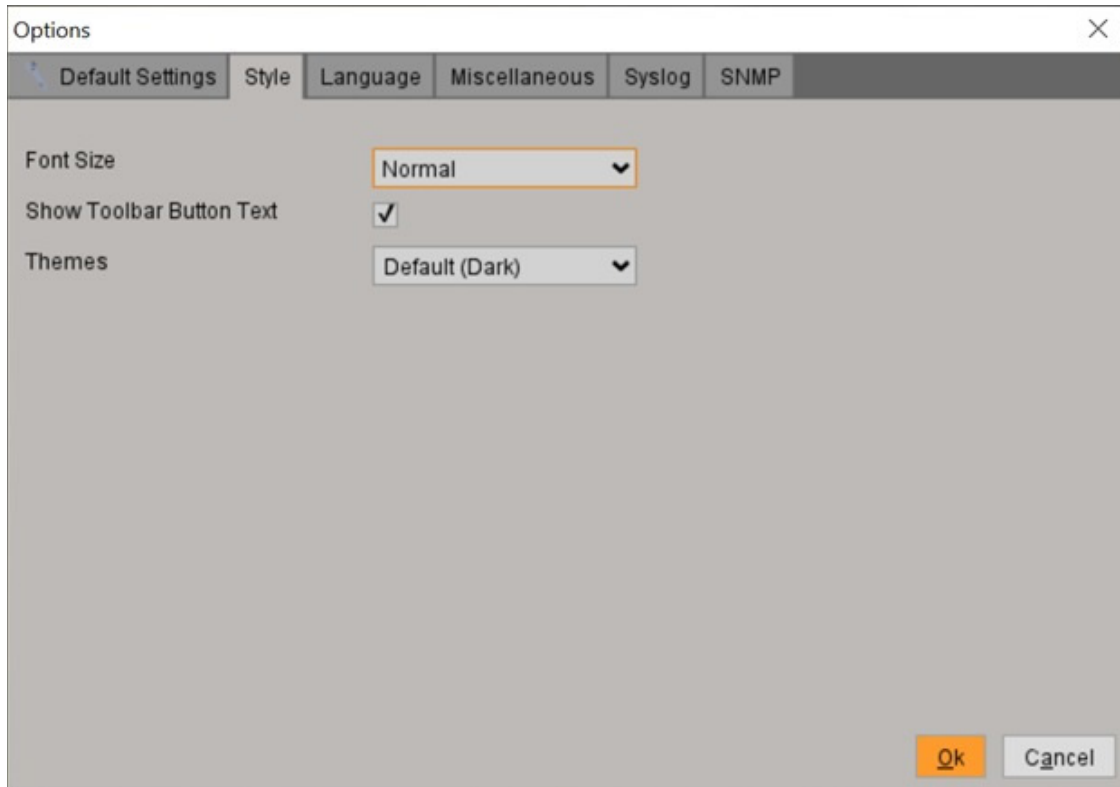 Options
Default Settings Style Language Miscellaneous Syslog SNMP
Font Size Normal
Show Toolbar Button Text
Themes Default (Dark)
Ok Cancel